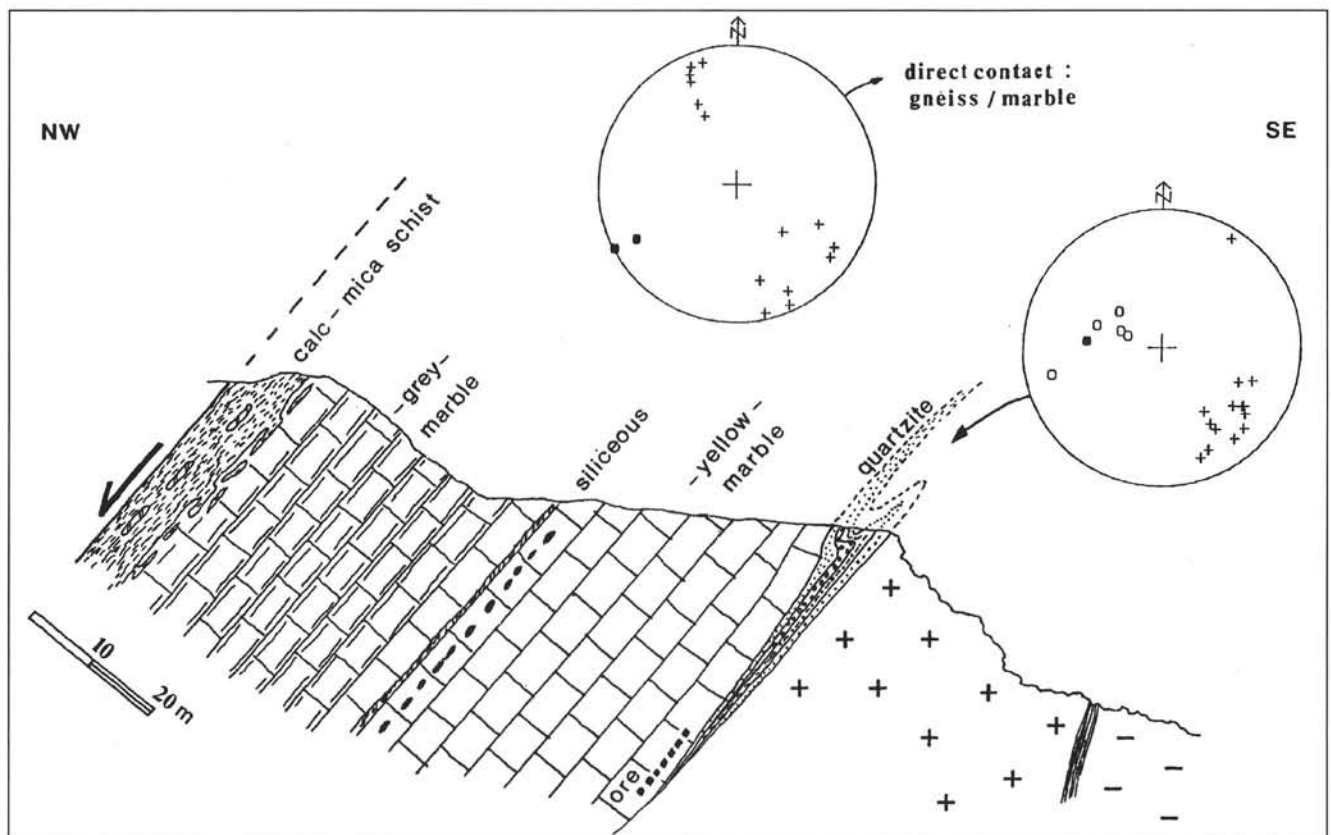 N
direct contact :
gneiss / marble
NW
SE
N
calc – mica schist
– grey –
marble
siliceous
– yellow –
marble
quartzite
10
20 m
ore